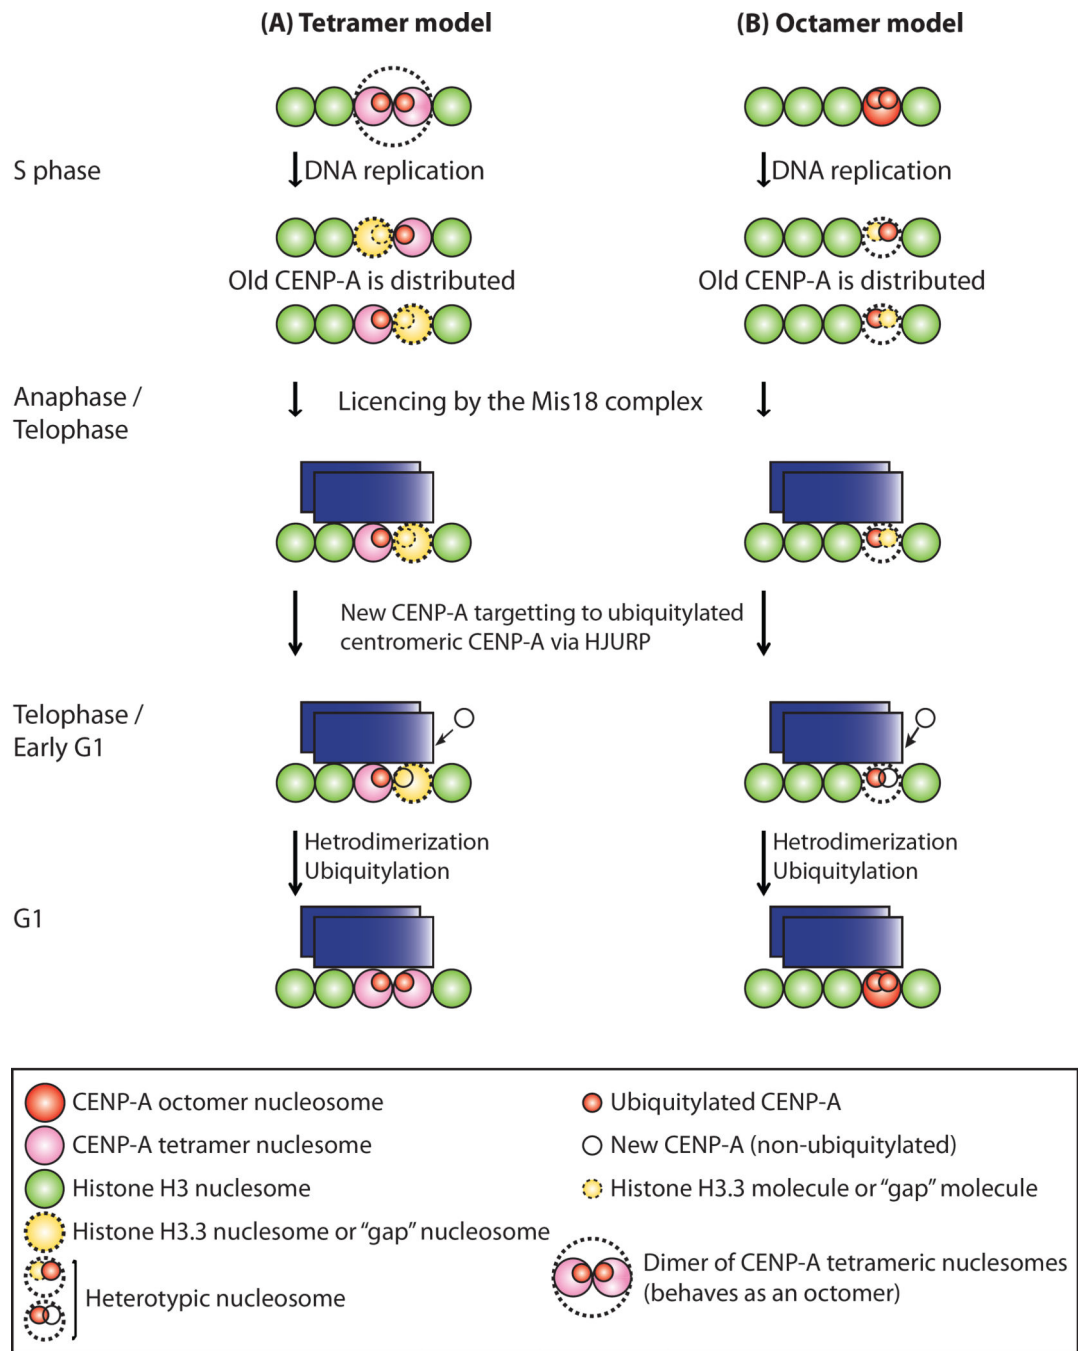 (A) Tetramer model
(B) Octamer model
S phase
DNA replication
DNA replication
Old CENP-A is distributed
Old CENP-A is distributed
Anaphase /
Telophase
Licencing by the Mis18 complex
New CENP-A targetting to ubiquitylated
centromeric CENP-A via HJURP
Telophase /
Early G1
Hetrodimerization
Ubiquitylation
Hetrodimerization
Ubiquitylation
G1
CENP-A octomer nucleosome
CENP-A tetramer nuclesome
Histone H3 nuclesome
Histone H3.3 nuclesome or “gap” nucleosome
Heterotypic nucleosome
Ubiquitylated CENP-A
New CENP-A (non-ubiquitylated)
Histone H3.3 molecule or “gap” molecule
Dimer of CENP-A tetrameric nuclesomes
(behaves as an octomer)